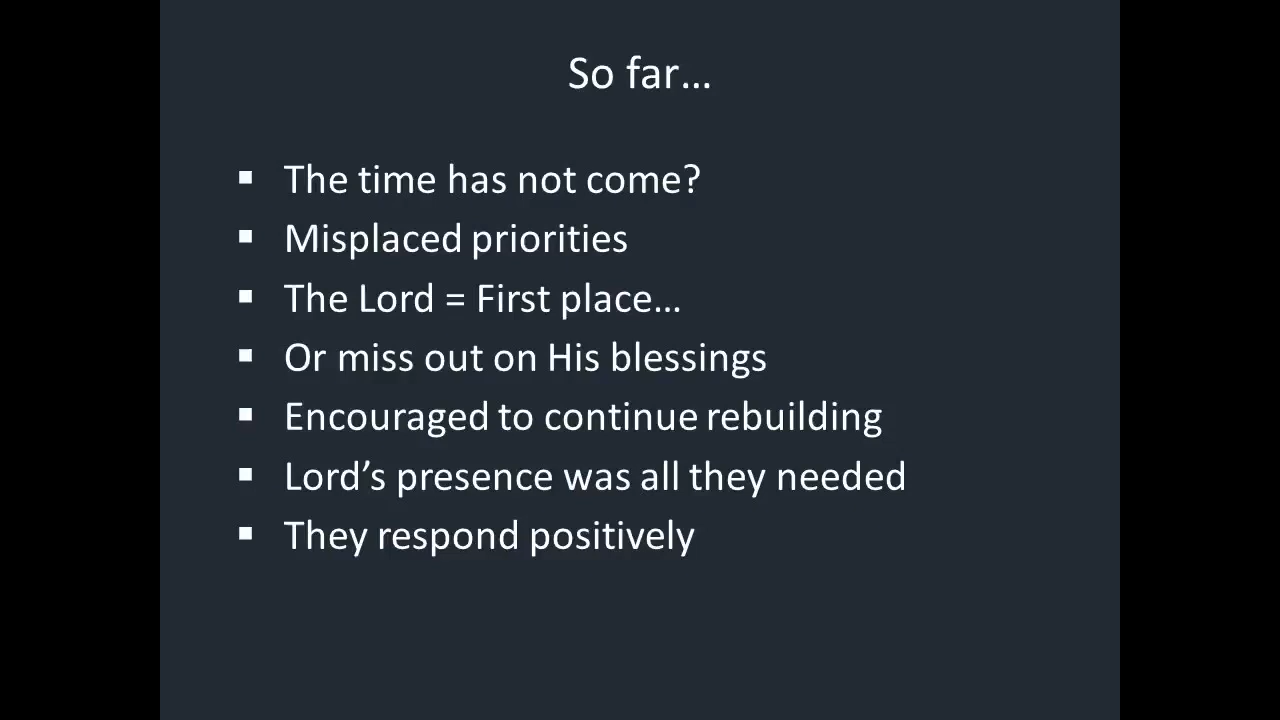 So far…
▪ The time has not come?
▪ Misplaced priorities
▪ The Lord = First place…
▪ Or miss out on His blessings
▪ Encouraged to continue rebuilding
▪ Lord’s presence was all they needed
▪ They respond positively